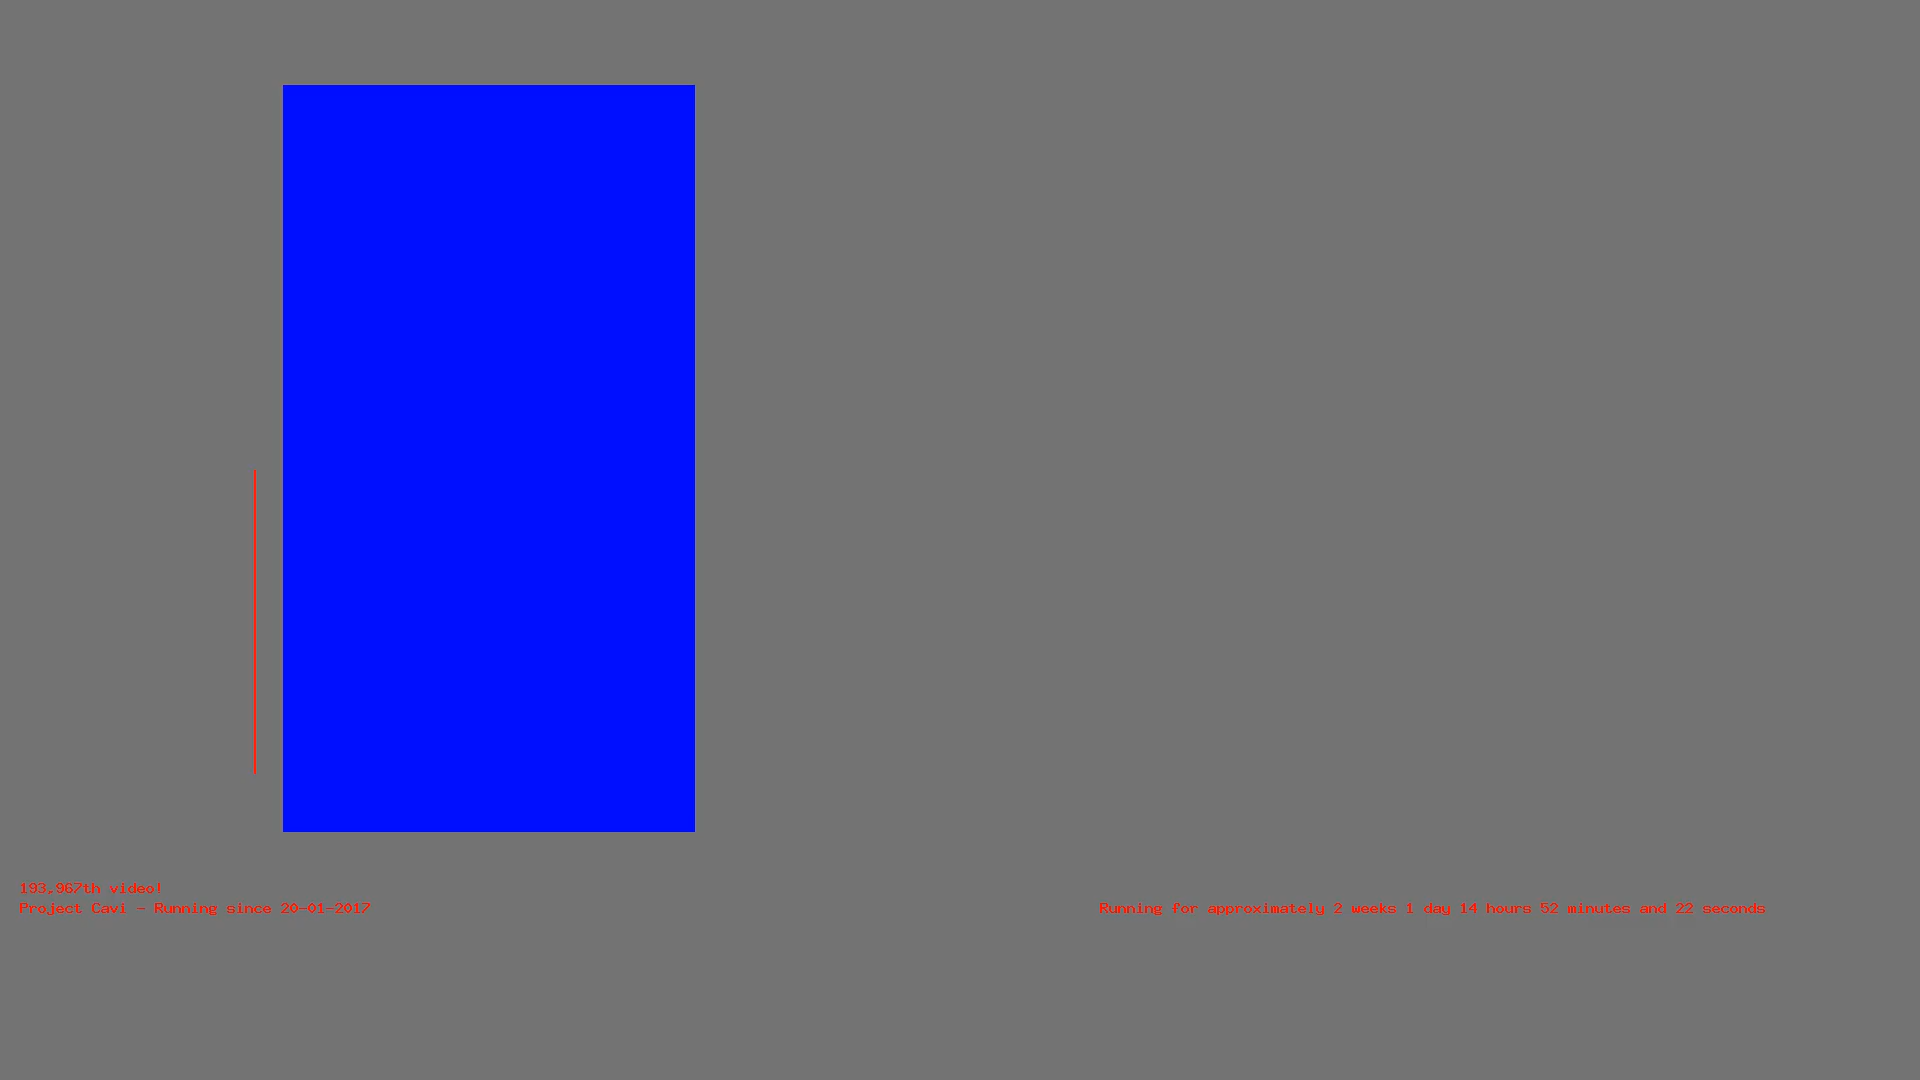 193,967th video!
Project Cavi - Running since 20-01-2017
Running for approximately 2 weeks 1 day 14 hours 52 minutes and 22 seconds